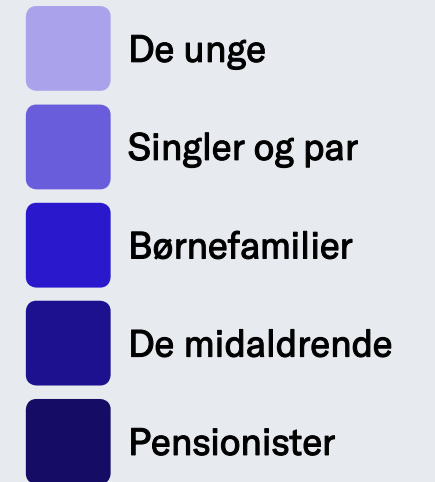 De unge
Singler og par
Børnefamilier
De midaldrende
Pensionister